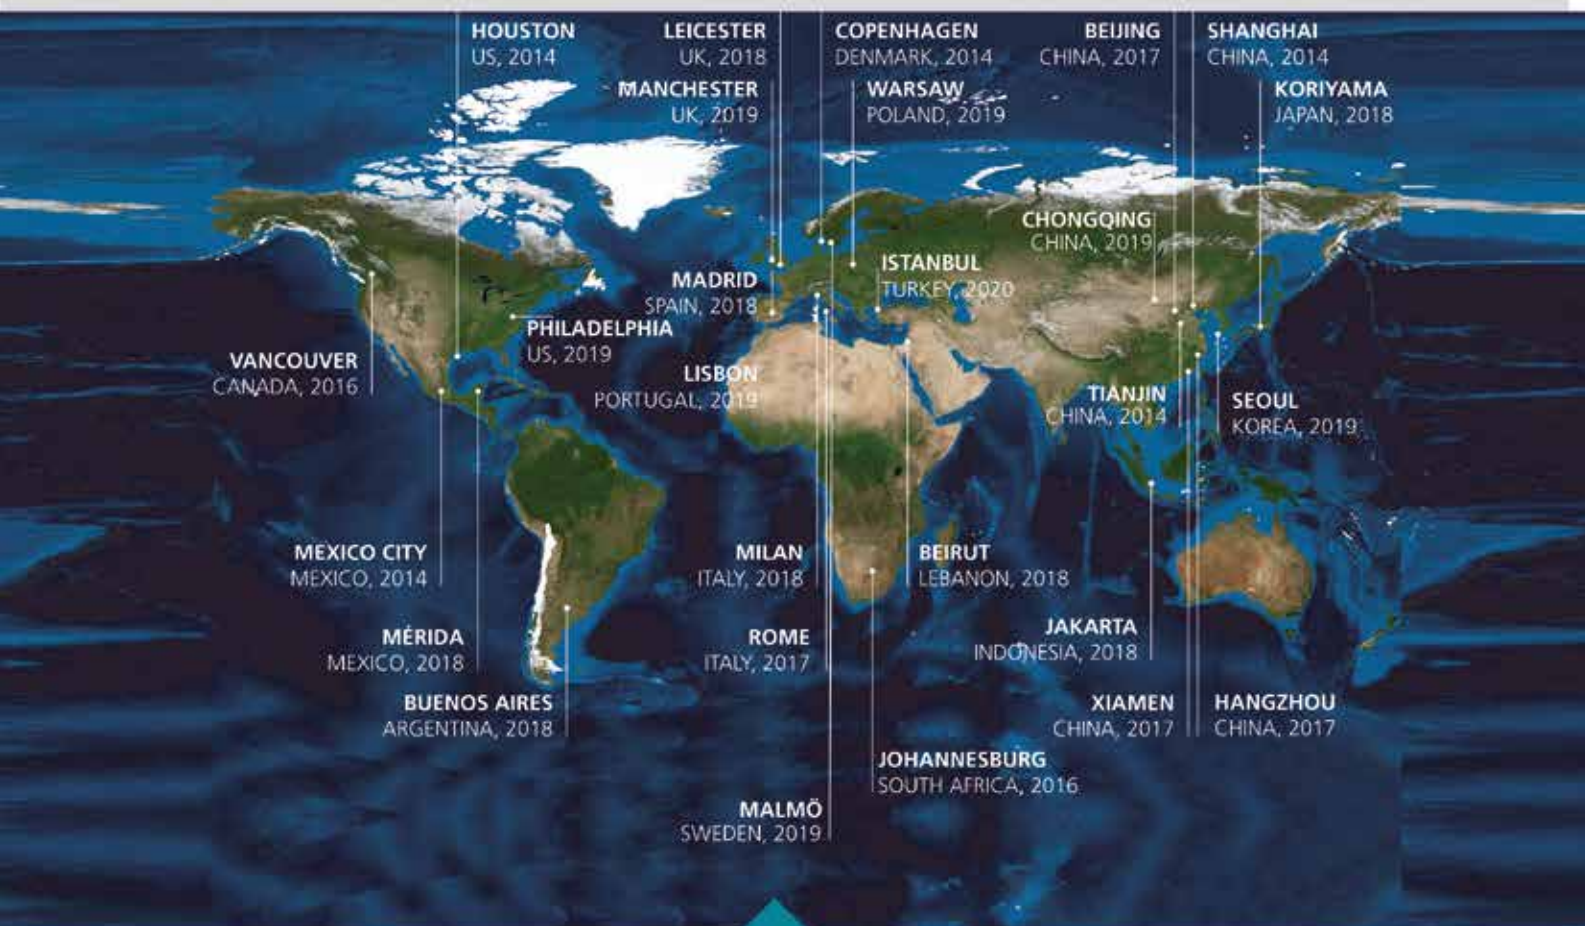 HOUSTON
US, 2014
LEICESTER
UK, 2018
COPENHAGEN
DENMARK, 2014
BEIJING
CHINA, 2017
SHANGHAI
CHINA, 2014
MANCHESTER
UK, 2019
WARSAW
POLAND, 2019
KORIYAMA
JAPAN, 2018
CHONGQING
CHINA, 2019
ISTANBUL
TURKEY, 2020
MADRID
SPAIN, 2018
PHILADELPHIA
US, 2019
VANCOUVER
CANADA, 2016
LISBON
PORTUGAL, 2019
TIANJIN
CHINA, 2014
SEOUL
KOREA, 2019
MEXICO CITY
MEXICO, 2014
MILAN
ITALY, 2018
BEIRUT
LEBANON, 2018
JAKARTA
INDONESIA, 2018
MÉRIDA
MEXICO, 2018
ROME
ITALY, 2017
BUENOS AIRES
ARGENTINA, 2018
XIAMEN
CHINA, 2017
HANGZHOU
CHINA, 2017
JOHANNESBURG
SOUTH AFRICA, 2016
MALMÖ
SWEDEN, 2019